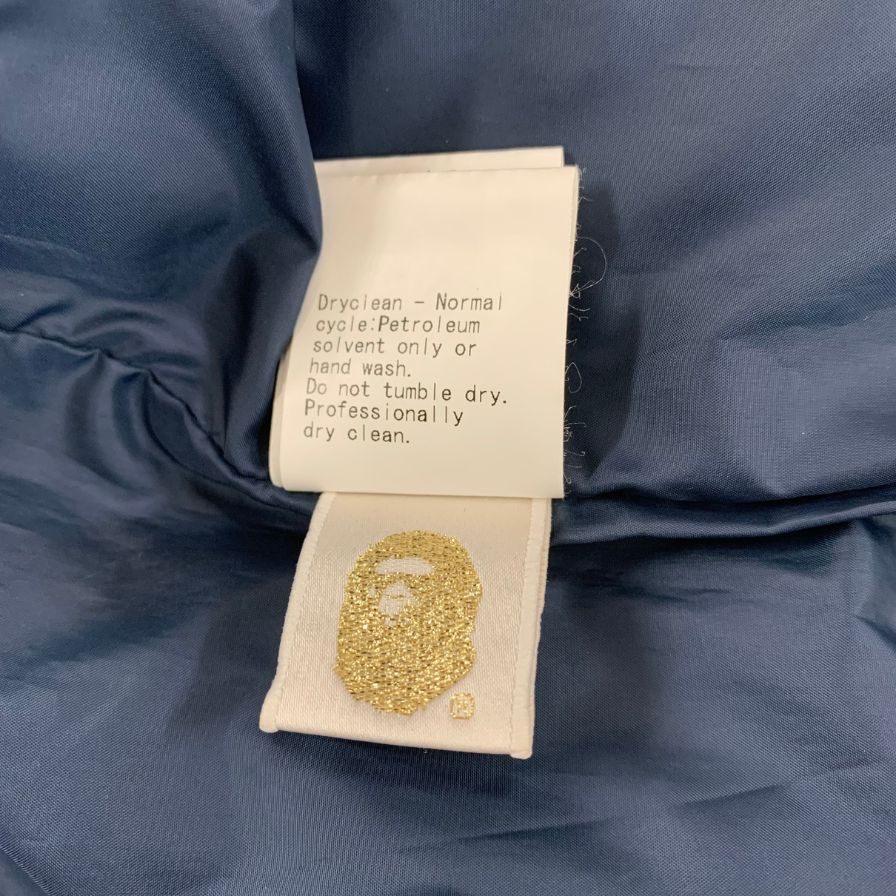 Dryclean - Normal
cycle:Petroleum
solvent only or
hand wash.
Do not tumble dry.
Professionally
dry clean.